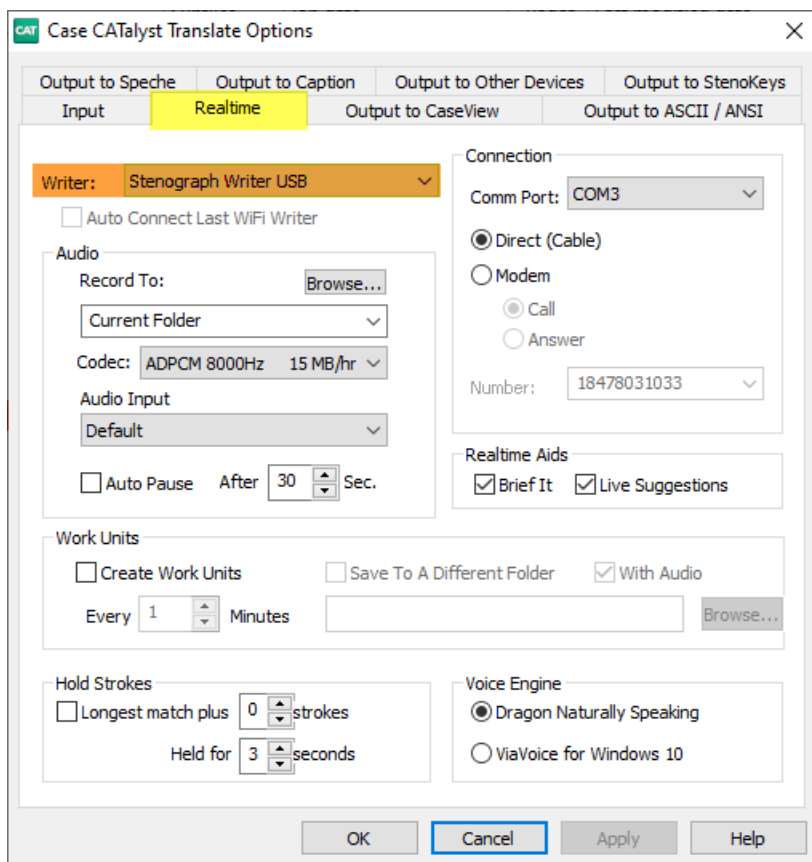 CAT Case CATalyst Translate Options
Output to Speche Output to Caption Output to Other Devices Output to StenoKeys
Input Realtime Output to CaseView Output to ASCII / ANSI
Writer: Stenograph Writer USB
Auto Connect Last WiFi Writer
Audio
Record To: Browse...
Current Folder
Codec: ADPCM 8000Hz 15 MB/hr
Audio Input
Default
Auto Pause After 30 Sec.
Connection
Comm Port: COM3
Direct (Cable)
Modem
Call
Answer
Number: 18478031033
Realtime Aids
Brief It Live Suggestions
Work Units
Create Work Units Save To A Different Folder With Audio
Every 1 Minutes Browse...
Hold Strokes
Longest match plus 0 strokes
Held for 3 seconds
Voice Engine
Dragon Naturally Speaking
ViaVoice for Windows 10
OK Cancel Apply Help